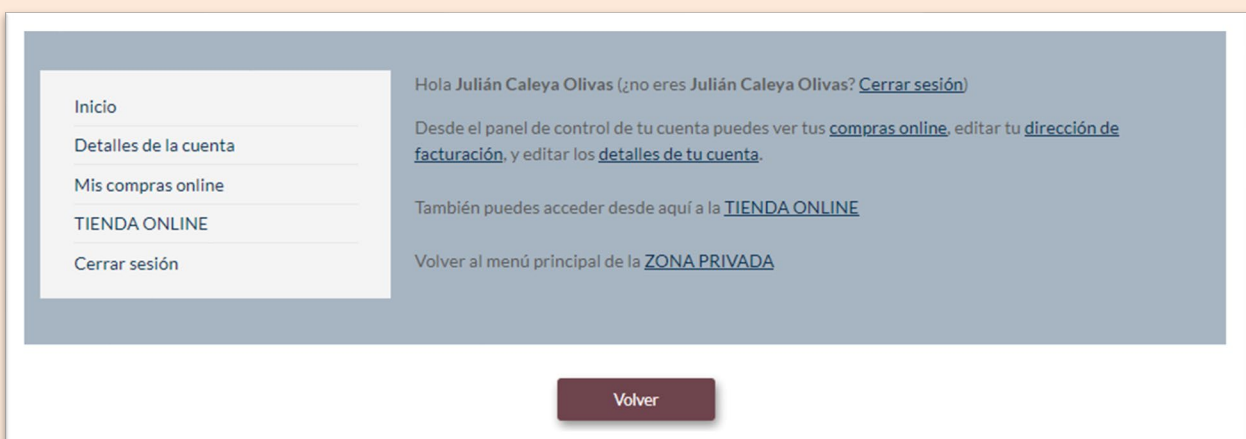 Inicio
Detalles de la cuenta
Mis compras online
TIENDA ONLINE
Cerrar sesión
Hola Julián Caleya Olivas (¿no eres Julián Caleya Olivas? Cerrar sesión)
Desde el panel de control de tu cuenta puedes ver tus compras online, editar tu dirección de
facturación, y editar los detalles de tu cuenta.
También puedes acceder desde aquí a la TIENDA ONLINE
Volver al menú principal de la ZONA PRIVADA
Volver